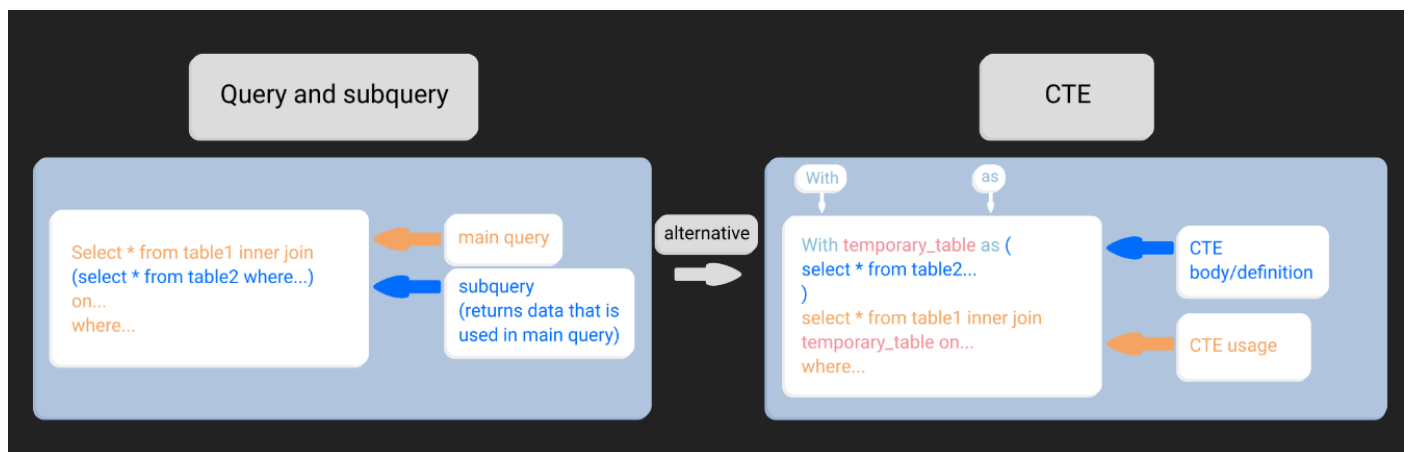 Query and subquery
CTE
Select * from table1 inner join
(select * from table2 where...)
on...
where...
main query
subquery
(returns data that is
used in main query)
alternative
With
as
With temporary_table as (
select * from table2...
)
select * from table1 inner join
temporary_table on...
where...
CTE
body/definition
CTE usage